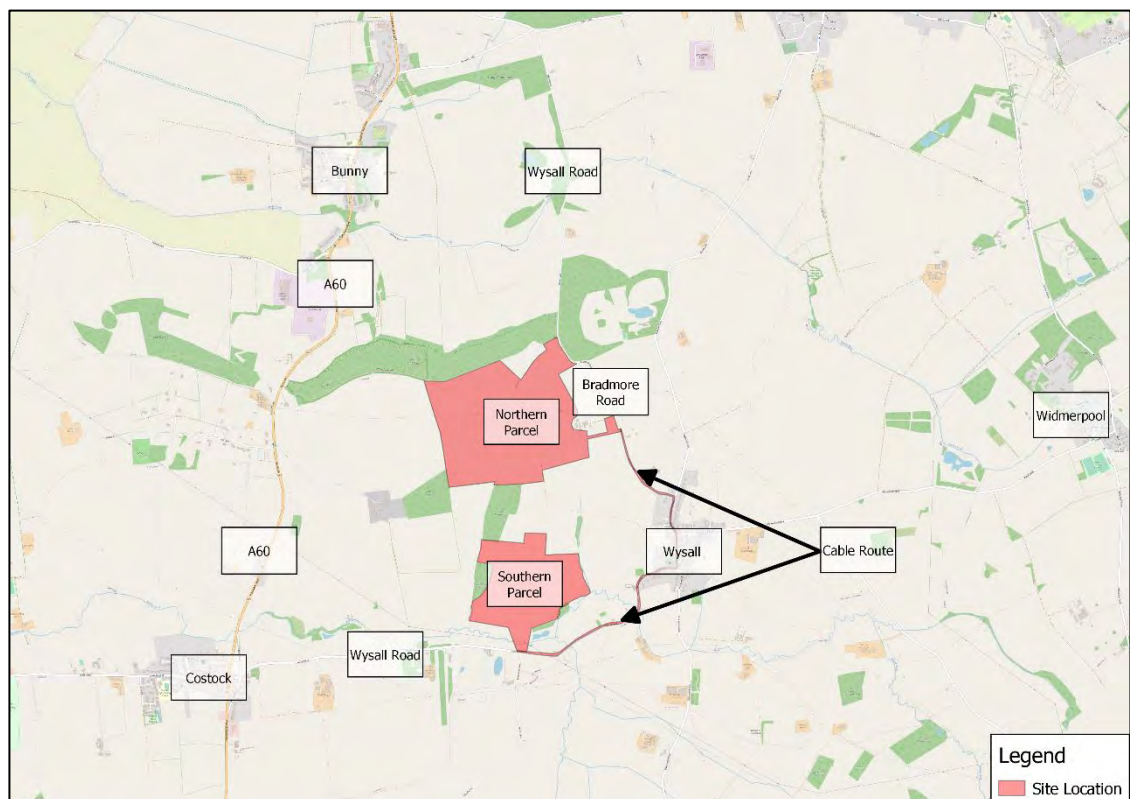 Bunny
Wysall Road
A60
Bradmore
Road
Northern
Parcel
Widmerpool
A60
Wysall
Cable Route
Southern
Parcel
Wysall Road
Costock
Legend
Site Location